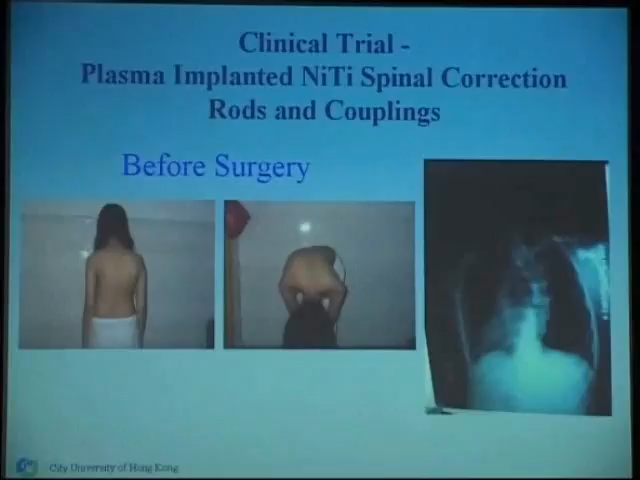 Clinical Trial -
Plasma Implanted NiTi Spinal Correction
Rods and Couplings
Before Surgery
City University of Hong Kong